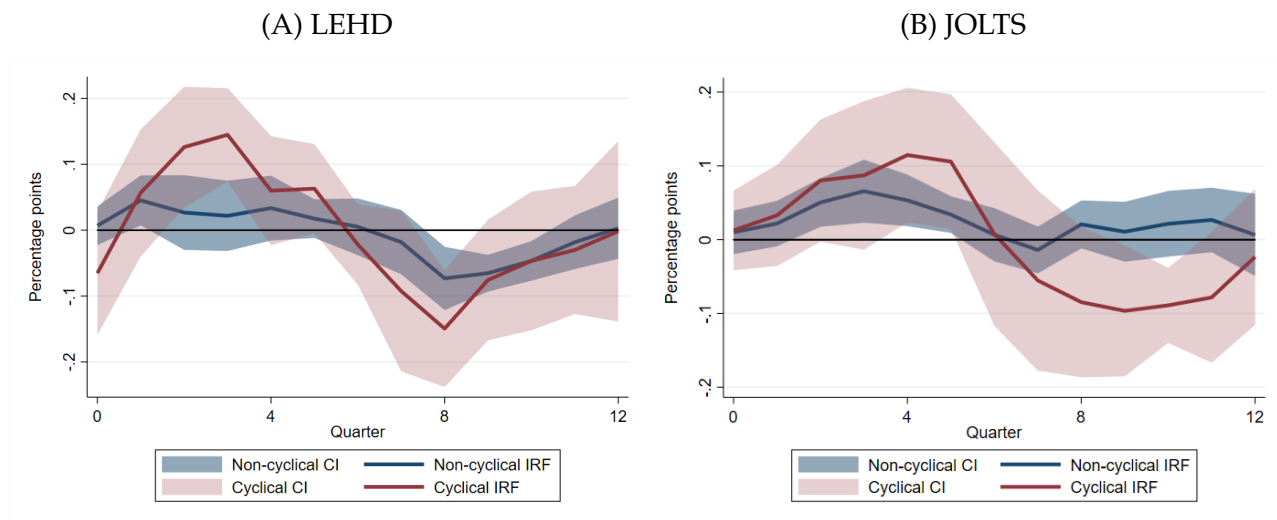 (A) LEHD
Percentage points
.2
.1
0
-.1
-.2
0 4 8 12
Quarter
Non-cyclical CI Non-cyclical IRF
Cyclical CI Cyclical IRF
(B) JOLTS
Percentage points
.2
.1
0
-.1
-.2
0 4 8 12
Quarter
Non-cyclical CI Non-cyclical IRF
Cyclical CI Cyclical IRF